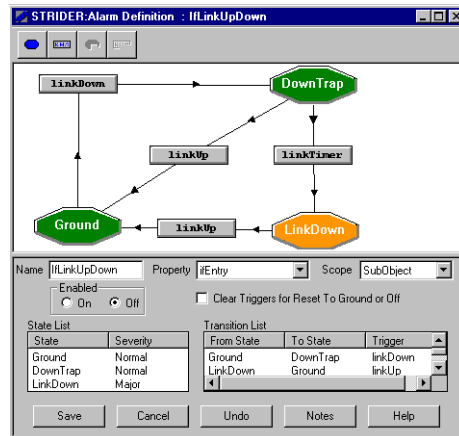 STRIDER:Alarm Definition : IfLinkUpDown
linkDown
DownTrap
linkUp
linkTimer
Ground
linkUp
LinkDown
Name IfLinkUpDown Property ifEntry Scope SubObject
Enabled
On Off Clear Triggers for Reset To Ground or Off
State List Transition List
State Severity From State To State Trigger
Ground Normal Ground DownTrap linkDown
DownTrap Normal LinkDown Ground linkUp
LinkDown Major
Save Cancel Undo Notes Help